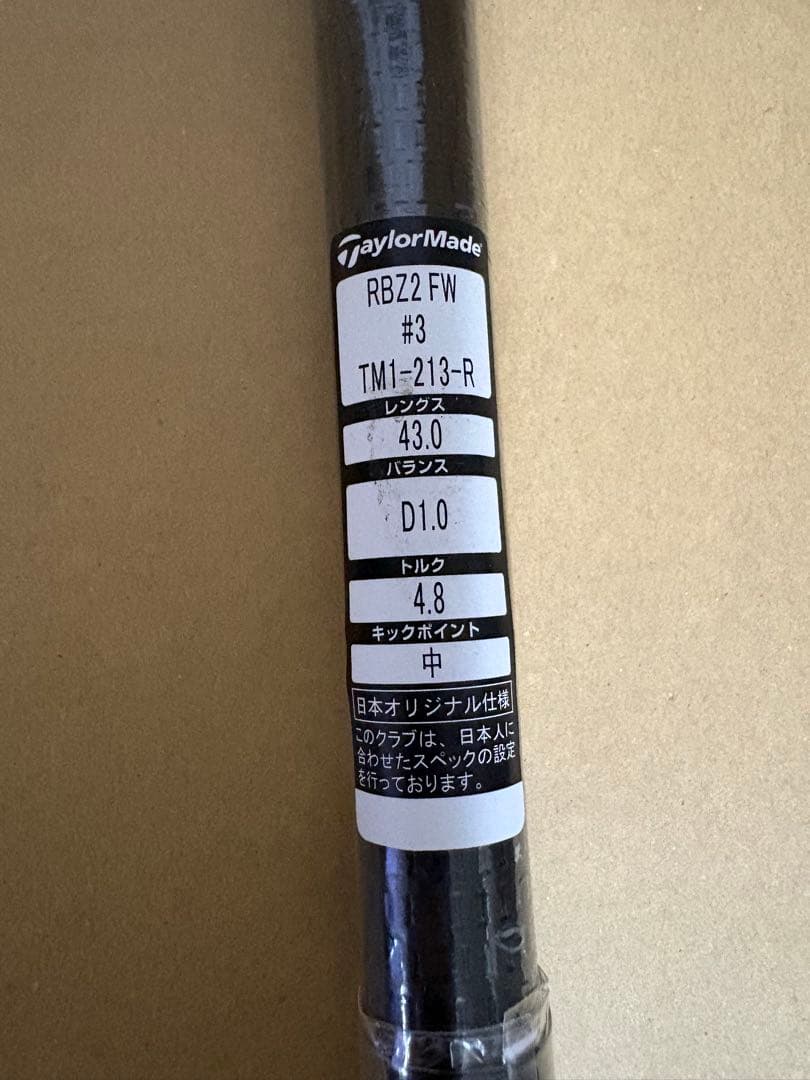 TaylorMade
RBZ2 FW
#3
TM1-213-R
レングス
43.0
バランス
D1.0
トルク
4.8
キックポイント
中
日本オリジナル仕様
このクラブは、日本人に
合わせたスペックの設定
を行っております。